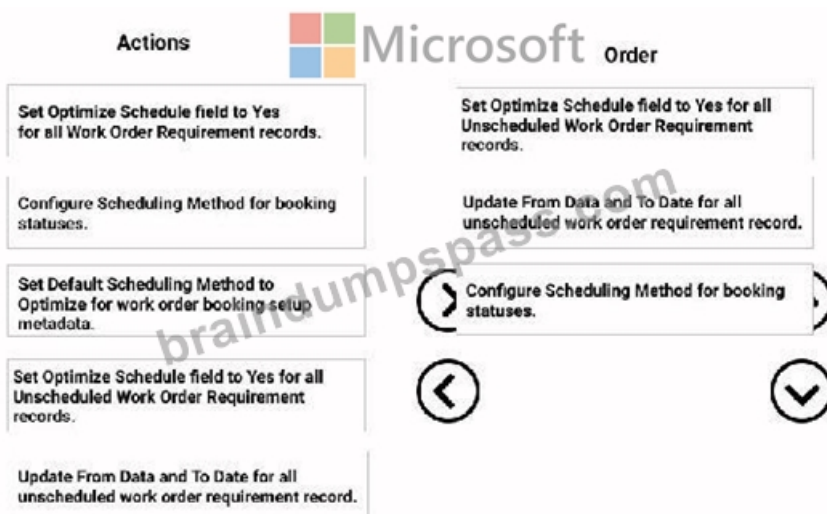 Actions
Microsoft
Order
Set Optimize Schedule field to Yes
for all Work Order Requirement records.
Configure Scheduling Method for booking
statuses.
Set Default Scheduling Method to
Optimize for work order booking setup
metadata.
Set Optimize Schedule field to Yes for all
Unscheduled Work Order Requirement
records.
Update From Data and To Date for all
unscheduled work order requirement record.
Set Optimize Schedule field to Yes for all
Unscheduled Work Order Requirement
records.
Update From Data and To Date for all
unscheduled work order requirement record.
Configure Scheduling Method for booking
statuses.
braindumpspass.com